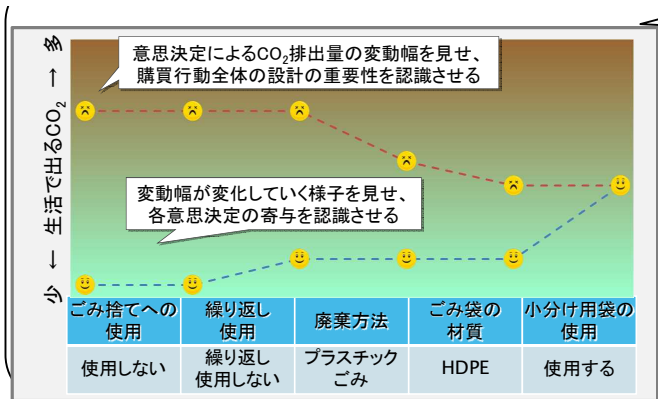 意思決定によるCO₂排出量の変動幅を見せ、
購買行動全体の設計の重要性を認識させる
少 ← 生活で出るCO₂ → 多
変動幅が変化していく様子を見せ、
各意思決定の寄与を認識させる
ごみ捨てへの
使用
繰り返し
使用
廃棄方法
ごみ袋の
材質
小分け用袋の
使用
使用しない
繰り返し
使用しない
プラスチック
ごみ
HDPE
使用する